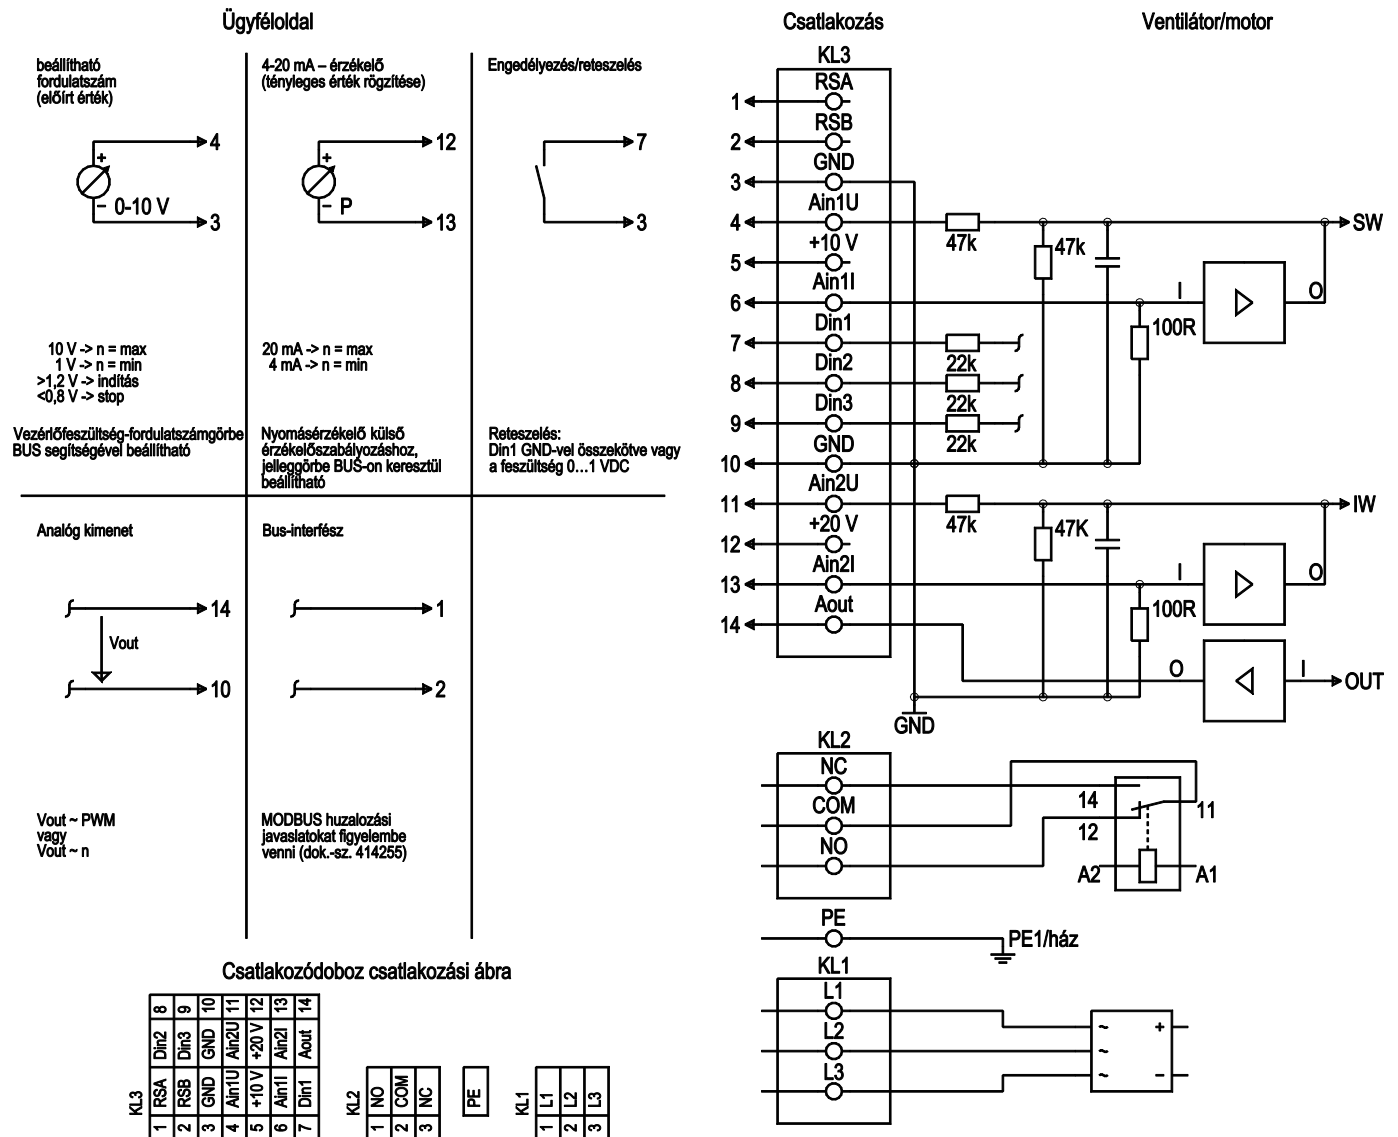 Ügyféloldal
Csatlakozás
Ventilátor/motor
beállítható
fordulatszám
(előírt érték)
4
+
− 0-10 V
3
10 V -> n = max
1 V -> n = min
>1,2 V -> indítás
<0,8 V -> stop
Vezérlőfeszültség-fordulatszámgörbe
BUS segítségével beállítható
4-20 mA – érzékelő
(tényleges érték rögzítése)
12
+
− P
13
20 mA -> n = max
4 mA -> n = min
Nyomásérzékelő külső
érzékelőszabályozáshoz,
jelleggörbe BUS-on keresztül
beállítható
Engedélyezés/reteszelés
7
3
Reteszelés:
Din1 GND-vel összekötve vagy
a feszültség 0…1 VDC
Analóg kimenet
14
Vout
10
Vout ~ PWM
vagy
Vout ~ n
Bus-interfész
1
2
MODBUS huzalozási
javaslatokat figyelembe
venni (dok.-sz. 414255)
KL3
1 RSA
2 RSB
3 GND
4 Ain1U 47k 47k SW
5 +10 V
6 Ain1I I O 100R
7 Din1 22k
8 Din2 22k
9 Din3 22k
10 GND
11 Ain2U 47k 47K IW
12 +20 V
13 Ain2I I O 100R
14 Aout O I OUT
GND
KL2
NC
COM
NO
14
12
11
A2
A1
PE
PE1/ház
KL1
L1
L2
L3
~ +
~
~ −
Csatlakozódoboz csatlakozási ábra
KL3
1 RSA Din2 8
2 RSB Din3 9
3 GND GND 10
4 Ain1U Ain2U 11
5 +10 V +20 V 12
6 Ain1I Ain2I 13
7 Din1 Aout 14
KL2
1 NO
2 COM
3 NC
PE
KL1
1 L1
2 L2
3 L3